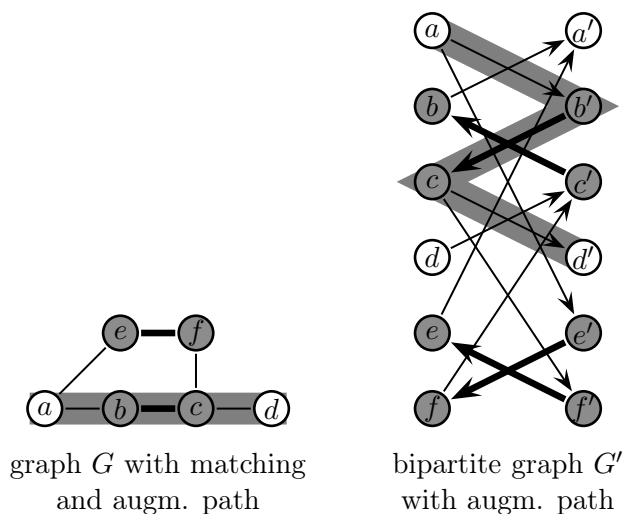 a
a′
b
b′
c
c′
d
d′
e
f
e
e′
a
b
c
d
f
f′
graph G with matching
and augm. path
bipartite graph G′
with augm. path